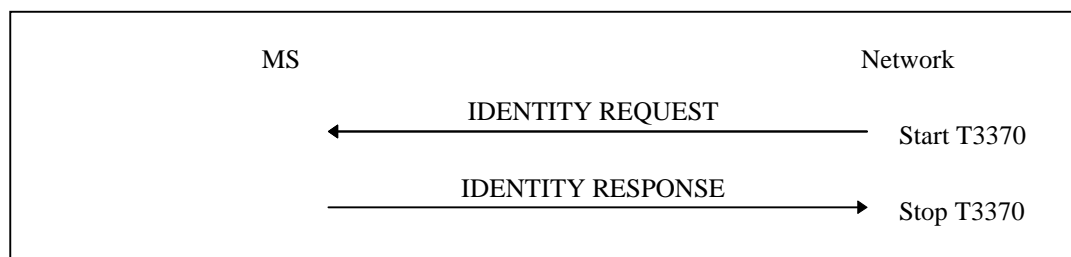 MS Network
IDENTITY REQUEST
Start T3370
IDENTITY RESPONSE
Stop T3370